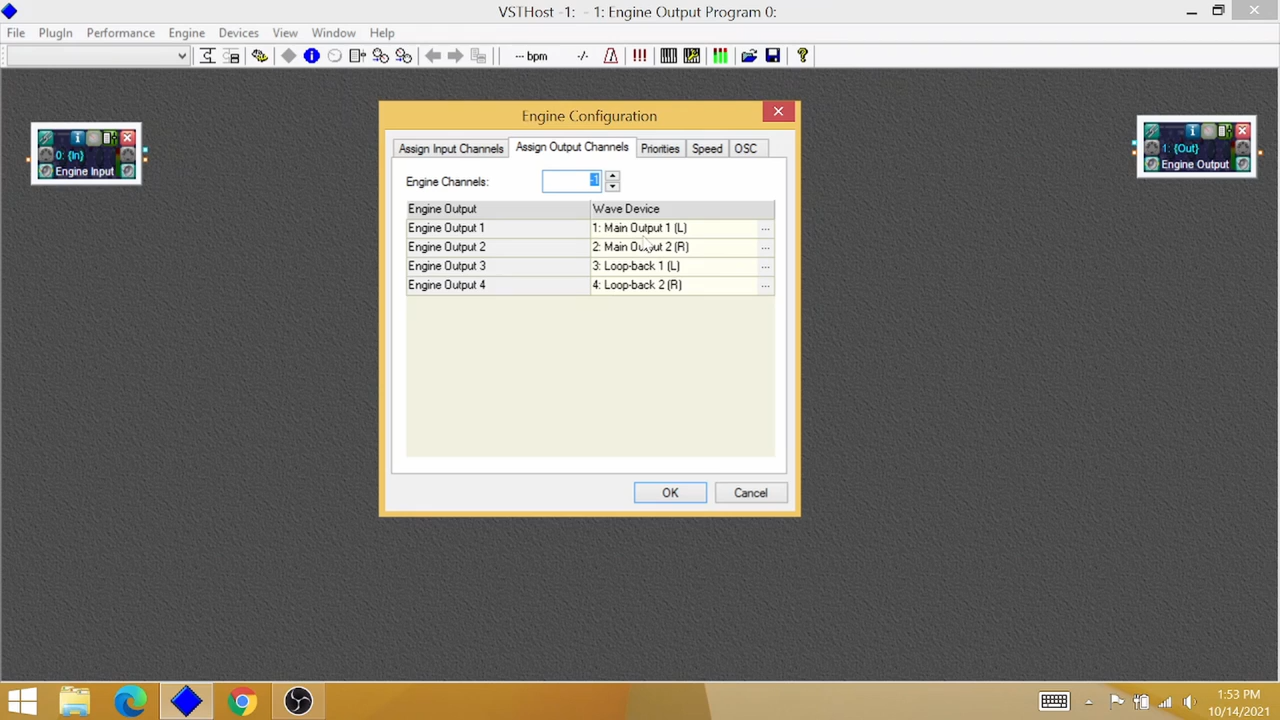 VSTHost -1: - 1: Engine Output Program 0:
File PlugIn Performance Engine Devices View Window Help
-- bpm -/-
Engine Configuration
0: {In}
Engine Input
1: {Out}
Engine Output
Assign Input Channels Assign Output Channels Priorities Speed OSC
Engine Channels: -1
Engine Output Wave Device
Engine Output 1 1: Main Output 1 (L) ...
Engine Output 2 2: Main Output 2 (R) ...
Engine Output 3 3: Loop-back 1 (L) ...
Engine Output 4 4: Loop-back 2 (R) ...
OK Cancel
1:53 PM
10/14/2021